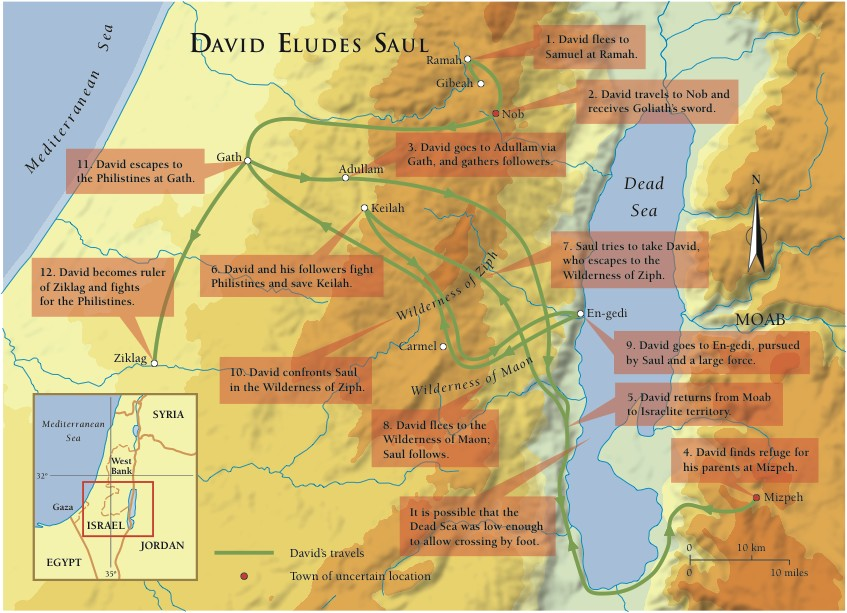 DAVID ELUDES SAUL
Mediterranean Sea
Ramah
Gibeah
Nob
1. David flees to
Samuel at Ramah.
2. David travels to Nob and
receives Goliath's sword.
3. David goes to Adullam via
Gath, and gathers followers.
11. David escapes to
the Philistines at Gath.
Gath
Adullam
Keilah
Dead
Sea
N
12. David becomes ruler
of Ziklag and fights
for the Philistines.
6. David and his followers fight
Philistines and save Keilah.
7. Saul tries to take David,
who escapes to the
Wilderness of Ziph.
Wilderness of Ziph
En-gedi
MOAB
Ziklag
Carmel
Wilderness of Maon
9. David goes to En-gedi, pursued
by Saul and a large force.
10. David confronts Saul
in the Wilderness of Ziph.
5. David returns from Moab
to Israelite territory.
8. David flees to the
Wilderness of Maon;
Saul follows.
4. David finds refuge for
his parents at Mizpeh.
Mizpeh
It is possible that the
Dead Sea was low enough
to allow crossing by foot.
Mediterranean
Sea
SYRIA
West
Bank
32°
Gaza
ISRAEL
JORDAN
EGYPT
35°
David's travels
Town of uncertain location
0 10 km
0 10 miles